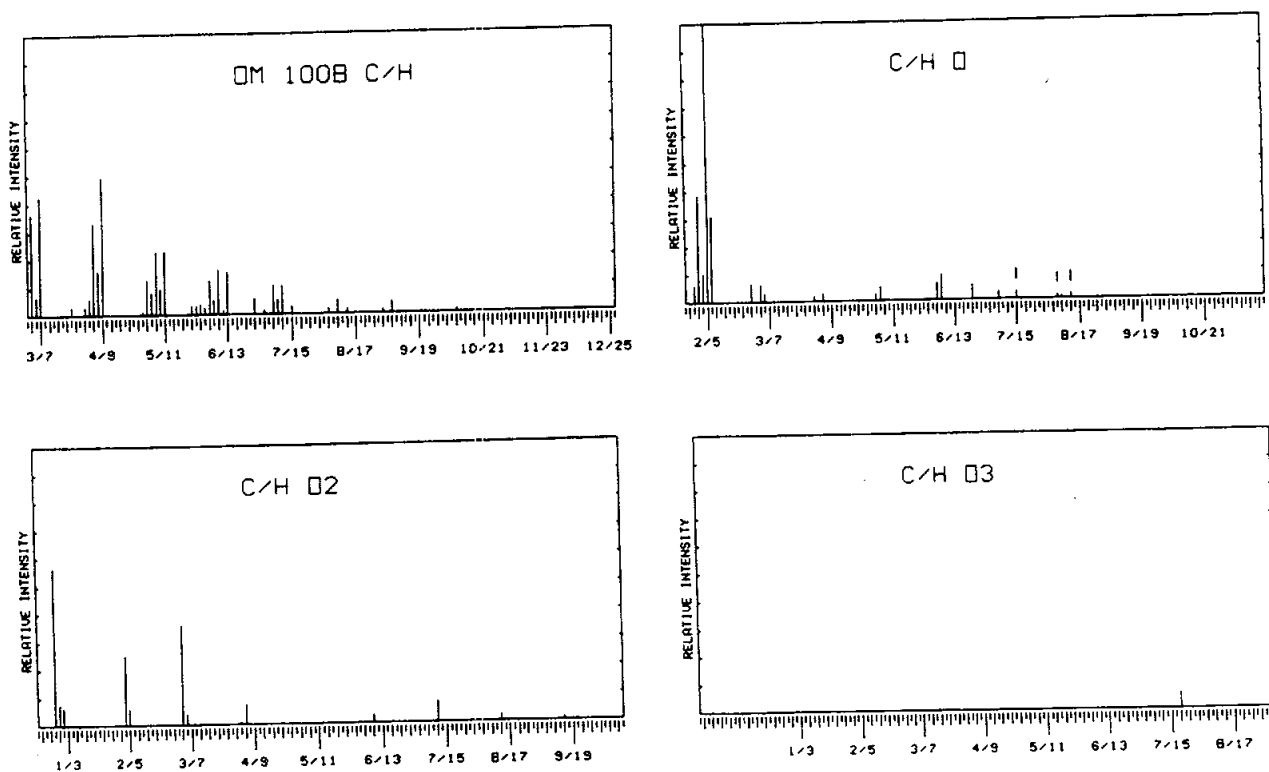 OM 100B C/H
RELATIVE INTENSITY
3/7 4/9 5/11 6/13 7/15 8/17 9/19 10/21 11/23 12/25
C/H O
RELATIVE INTENSITY
2/5 3/7 4/9 5/11 6/13 7/15 8/17 9/19 10/21
C/H O2
RELATIVE INTENSITY
1/3 2/5 3/7 4/9 5/11 6/13 7/15 8/17 9/19
C/H O3
RELATIVE INTENSITY
1/3 2/5 3/7 4/9 5/11 6/13 7/15 8/17